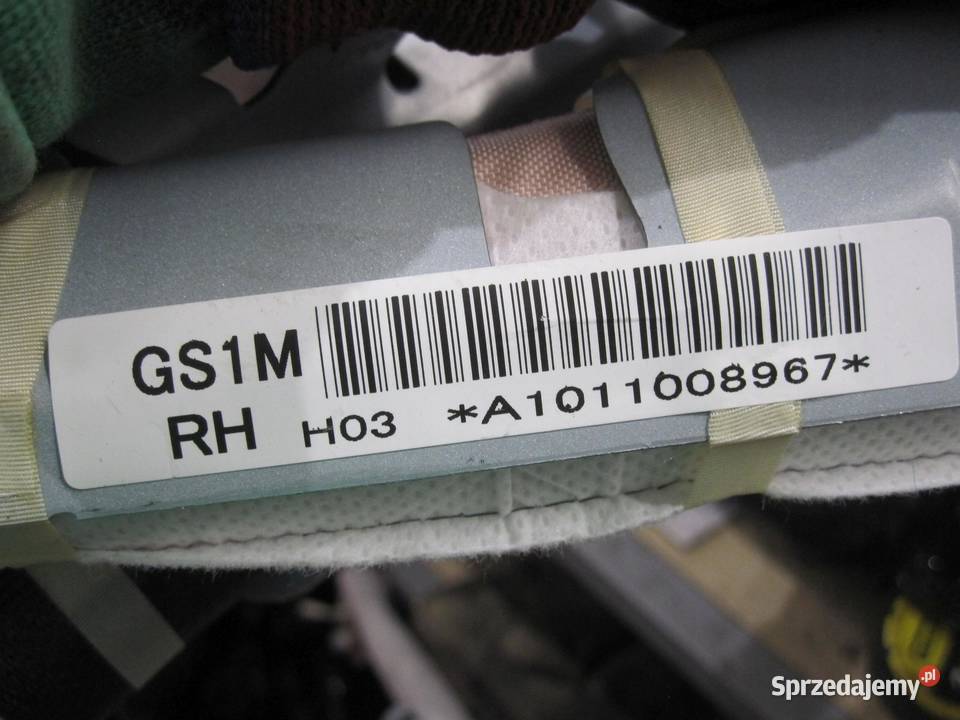 GS1M
RH H03 *A1011008967*
Sprzedajemy.pl